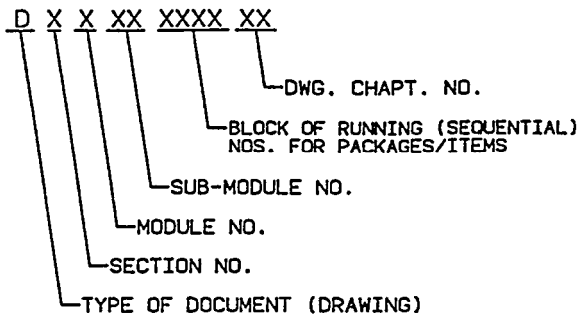 D X X XX XXXX XX
DWG. CHAPT. NO.
BLOCK OF RUNNING (SEQUENTIAL)
NOS. FOR PACKAGES/ITEMS
SUB-MODULE NO.
MODULE NO.
SECTION NO.
TYPE OF DOCUMENT (DRAWING)